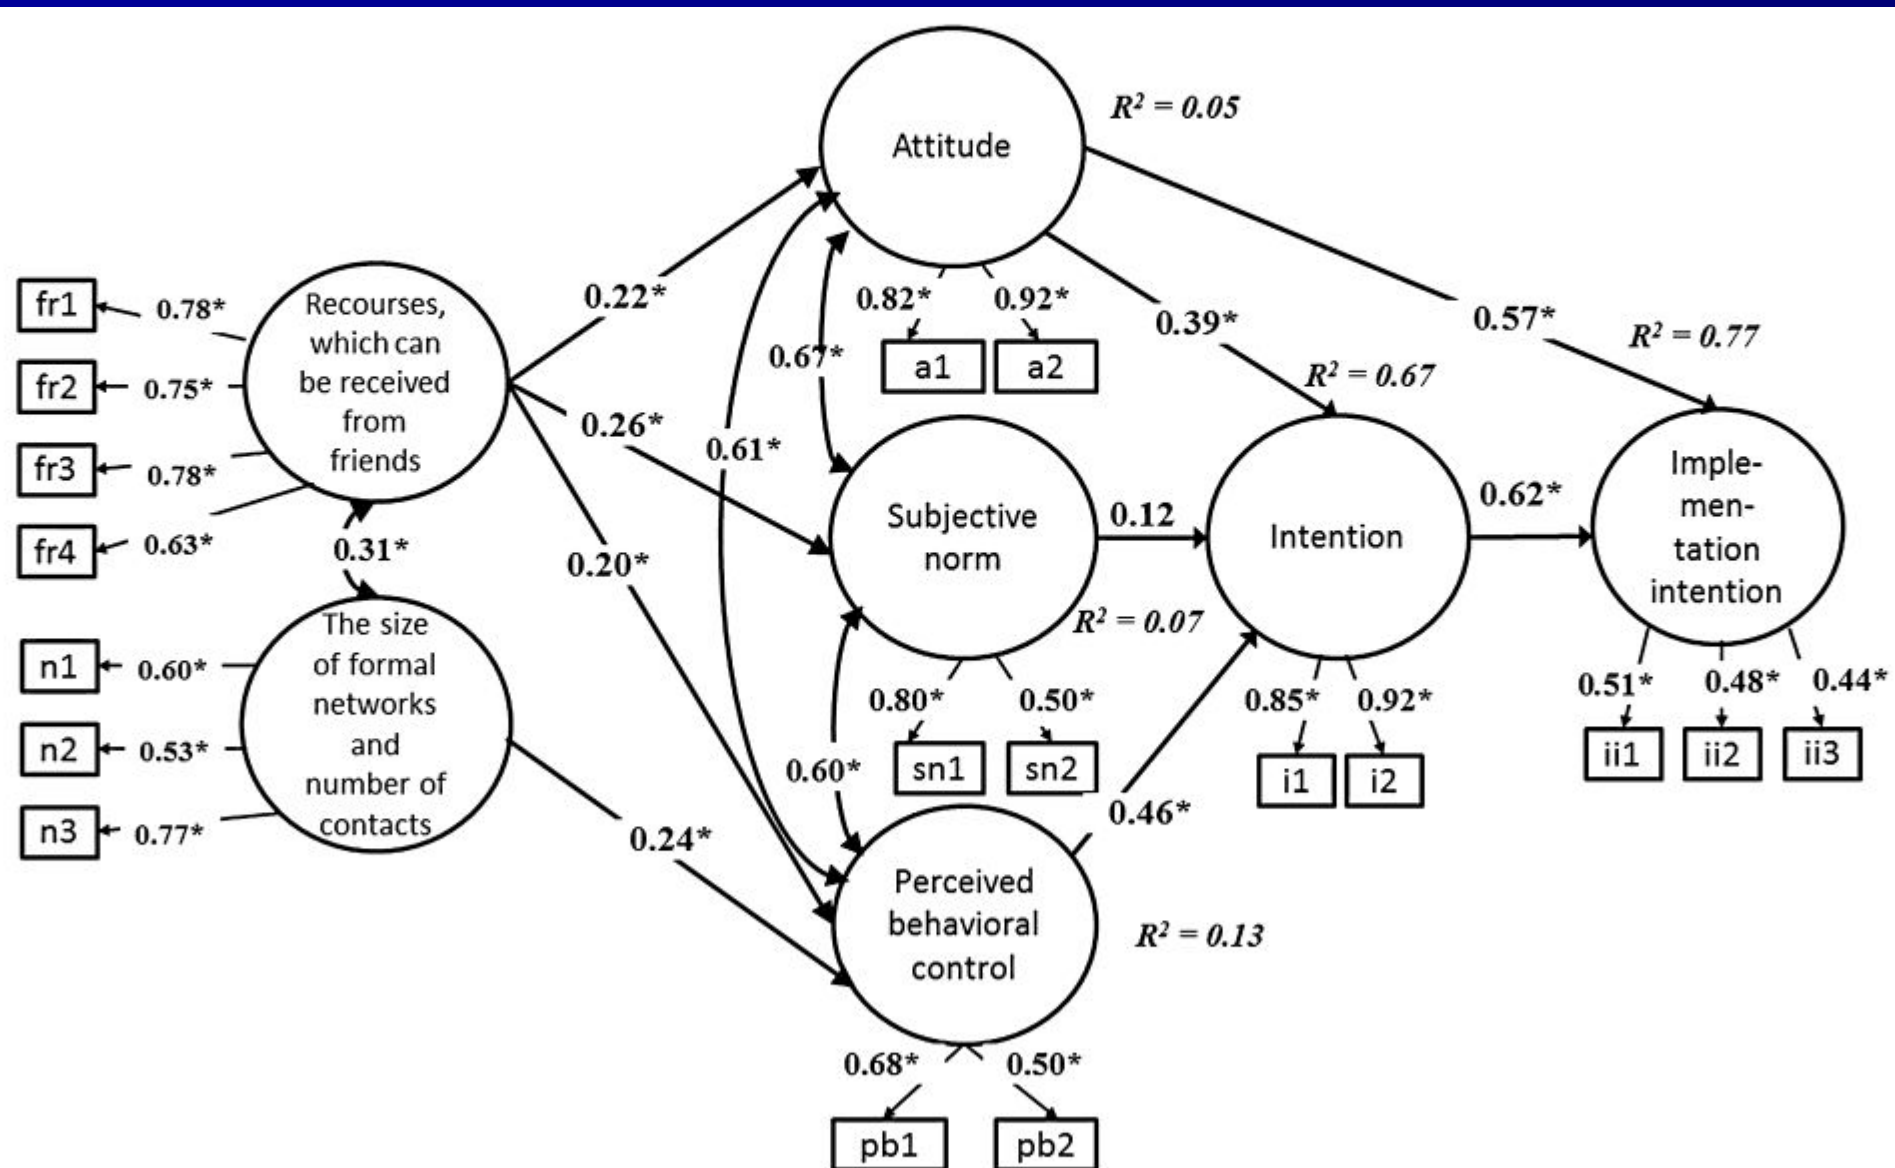 Attitude
R² = 0.05
0.22*
0.82*
0.92*
a1
a2
0.39*
0.57*
R² = 0.77
R² = 0.67
fr1
0.78*
fr2
0.75*
fr3
0.78*
fr4
0.63*
Recourses,
which can
be received
from
friends
0.67*
0.26*
0.61*
0.31*
0.20*
Subjective
norm
0.12
R² = 0.07
Intention
0.62*
Imple-
men-
tation
intention
n1
0.60*
n2
0.53*
n3
0.77*
The size
of formal
networks
and
number of
contacts
0.80*
0.50*
sn1
sn2
0.85*
0.92*
i1
i2
0.51*
0.48*
0.44*
ii1
ii2
ii3
0.60*
0.46*
0.24*
Perceived
behavioral
control
R² = 0.13
0.68*
0.50*
pb1
pb2